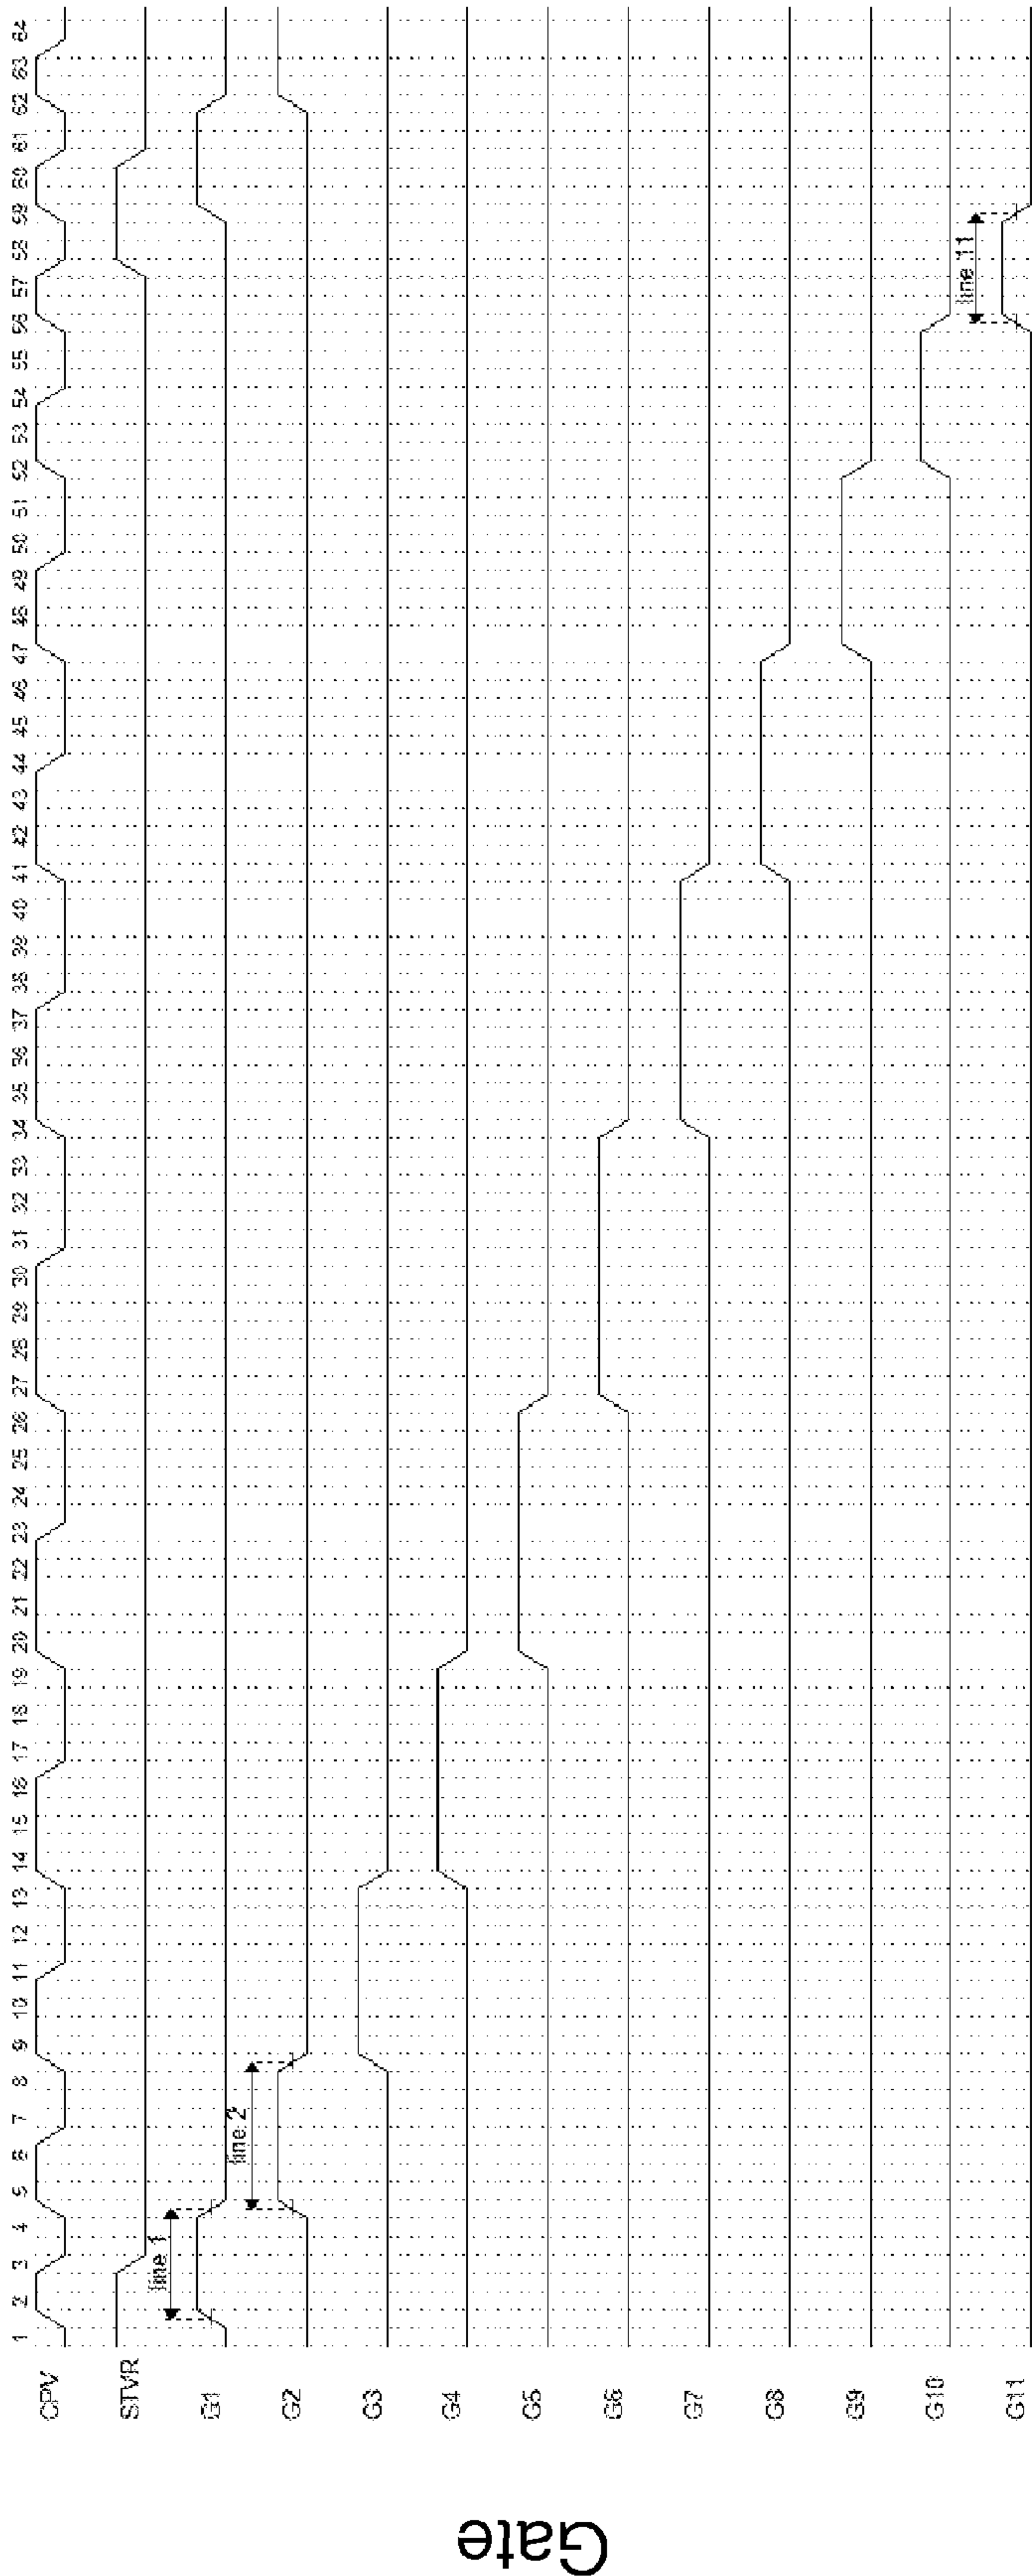 1 2 3 4 5 6 7 8 9 10 11 12 13 14 15 16 17 18 19 20 21 22 23 24 25 26 27 28 29 30 31 32 33 34 35 36 37 38 39 40 41 42 43 44 45 46 47 48 49 50 51 52 53 54 55 56 57 58 59 60 61 62 63 64
CPV
STVR
line 1
G1
line 2
G2
G3
G4
G5
G6
G7
G8
G9
G10
line 11
G11
Gate